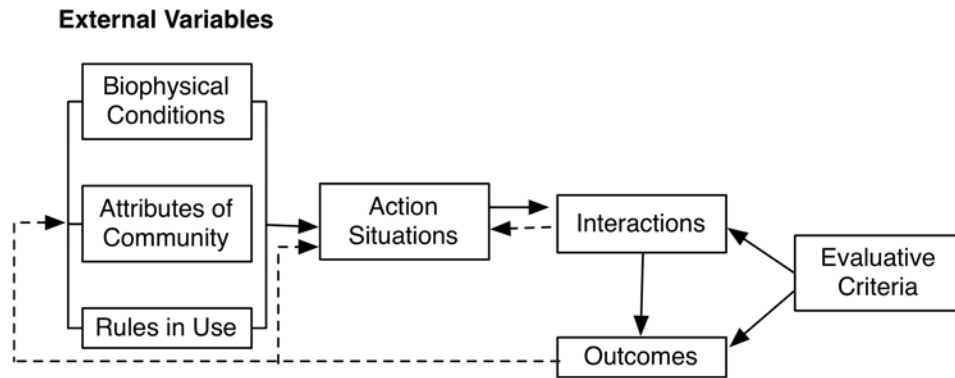 External Variables
Biophysical
Conditions
Attributes of
Community
Rules in Use
Action
Situations
Interactions
Outcomes
Evaluative
Criteria